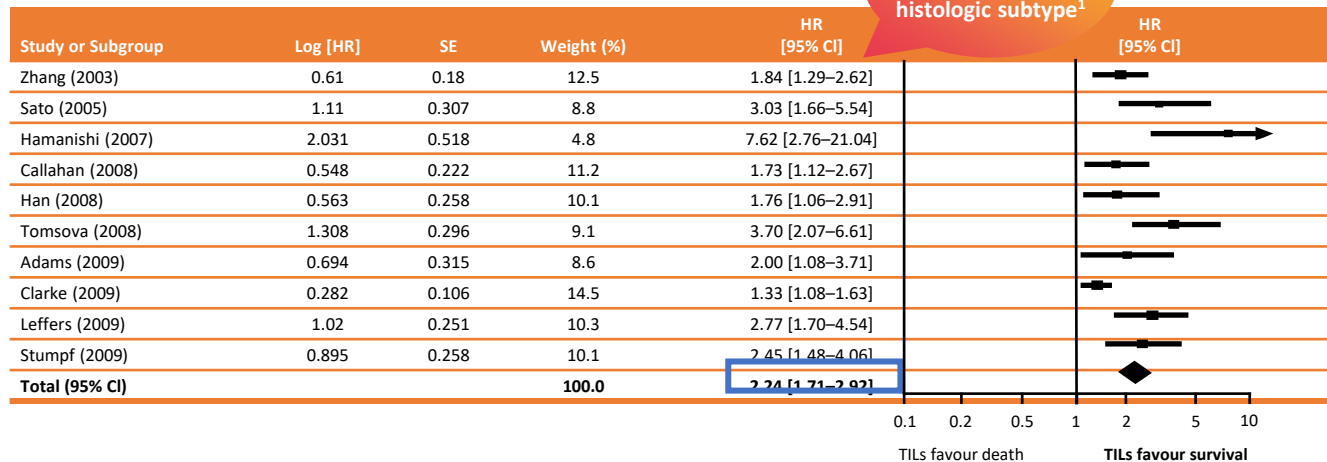 histologic subtype1
Study or Subgroup Log [HR] SE Weight (%) HR [95% CI] HR [95% CI]
Zhang (2003) 0.61 0.18 12.5 1.84 [1.29–2.62]
Sato (2005) 1.11 0.307 8.8 3.03 [1.66–5.54]
Hamanishi (2007) 2.031 0.518 4.8 7.62 [2.76–21.04]
Callahan (2008) 0.548 0.222 11.2 1.73 [1.12–2.67]
Han (2008) 0.563 0.258 10.1 1.76 [1.06–2.91]
Tomsova (2008) 1.308 0.296 9.1 3.70 [2.07–6.61]
Adams (2009) 0.694 0.315 8.6 2.00 [1.08–3.71]
Clarke (2009) 0.282 0.106 14.5 1.33 [1.08–1.63]
Leffers (2009) 1.02 0.251 10.3 2.77 [1.70–4.54]
Stumpf (2009) 0.895 0.258 10.1 2.45 [1.48–4.06]
Total (95% CI) 100.0 2.24 [1.71–2.92]
0.1 0.2 0.5 1 2 5 10
TILs favour death TILs favour survival